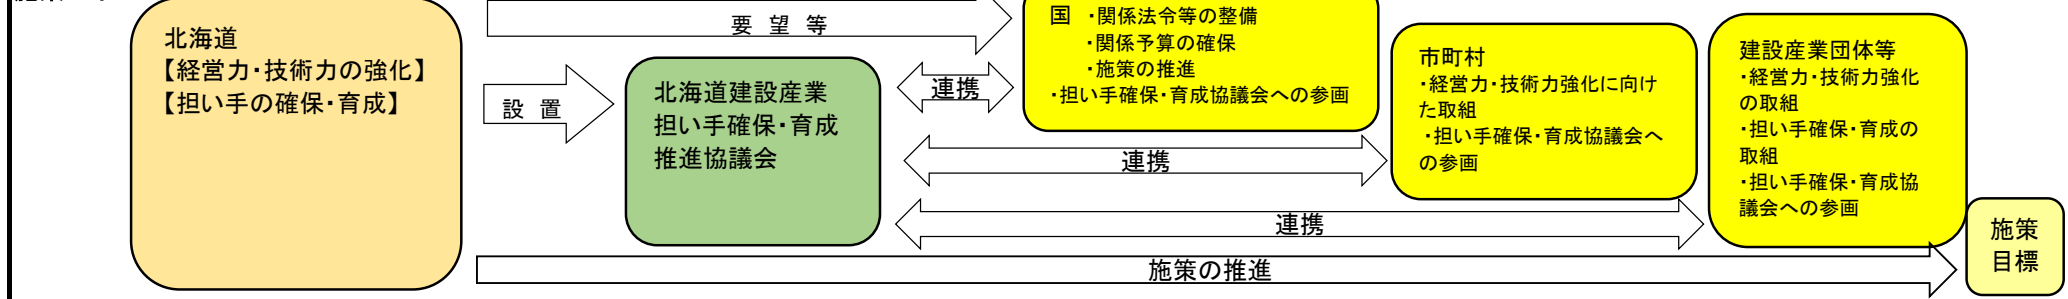 北海道
【経営力・技術力の強化】
【担い手の確保・育成】
要 望 等
設 置
北海道建設産業
担い手確保・育成
推進協議会
連携
国 ・関係法令等の整備
・関係予算の確保
・施策の推進
・担い手確保・育成協議会への参画
連携
市町村
・経営力・技術力強化に向け
た取組
・担い手確保・育成協議会へ
の参画
連携
建設産業団体等
・経営力・技術力強化
の取組
・担い手確保・育成の
取組
・担い手確保・育成協
議会への参画
施策の推進
施策
目標